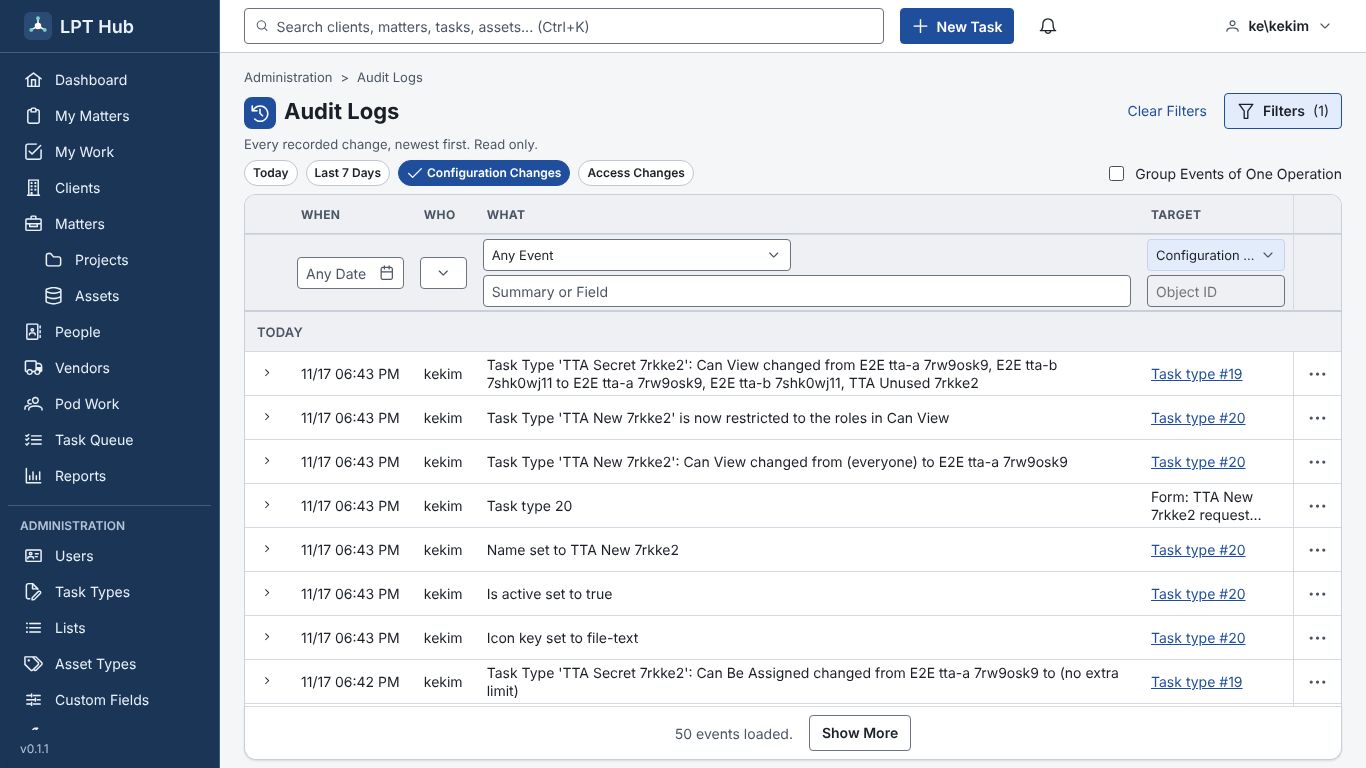 LPT Hub
Search clients, matters, tasks, assets... (Ctrl+K)
New Task
ke\kekim
Dashboard
My Matters
My Work
Clients
Matters
Projects
Assets
People
Vendors
Pod Work
Task Queue
Reports
ADMINISTRATION
Users
Task Types
Lists
Asset Types
Custom Fields
v0.1.1
Administration > Audit Logs
Audit Logs
Clear Filters
Filters (1)
Every recorded change, newest first. Read only.
Today
Last 7 Days
Configuration Changes
Access Changes
Group Events of One Operation
WHEN WHO WHAT TARGET
Any Event
Configuration ...
Any Date
Summary or Field
Object ID
TODAY
11/17 06:43 PM kekim Task Type 'TTA Secret 7rkke2': Can View changed from E2E tta-a 7rw9osk9, E2E tta-b
7shk0wj11 to E2E tta-a 7rw9osk9, E2E tta-b 7shk0wj11, TTA Unused 7rkke2
Task type #19
11/17 06:43 PM kekim Task Type 'TTA New 7rkke2' is now restricted to the roles in Can View Task type #20
11/17 06:43 PM kekim Task Type 'TTA New 7rkke2': Can View changed from (everyone) to E2E tta-a 7rw9osk9 Task type #20
11/17 06:43 PM kekim Task type 20 Form: TTA New
7rkke2 request...
11/17 06:43 PM kekim Name set to TTA New 7rkke2 Task type #20
11/17 06:43 PM kekim Is active set to true Task type #20
11/17 06:43 PM kekim Icon key set to file-text Task type #20
11/17 06:42 PM kekim Task Type 'TTA Secret 7rkke2': Can Be Assigned changed from E2E tta-a 7rw9osk9 to (no extra
limit)
Task type #19
50 events loaded.
Show More